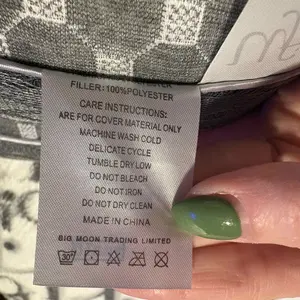 FILLER:100%POLYESTER
CARE INSTRUCTIONS:
ARE FOR COVER MATERIAL ONLY
MACHINE WASH COLD
DELICATE CYCLE
TUMBLE DRY LOW
DO NOT BLEACH
DO NOT IRON
DO NOT DRY CLEAN
MADE IN CHINA
BIG MOON TRADING LIMITED
30°